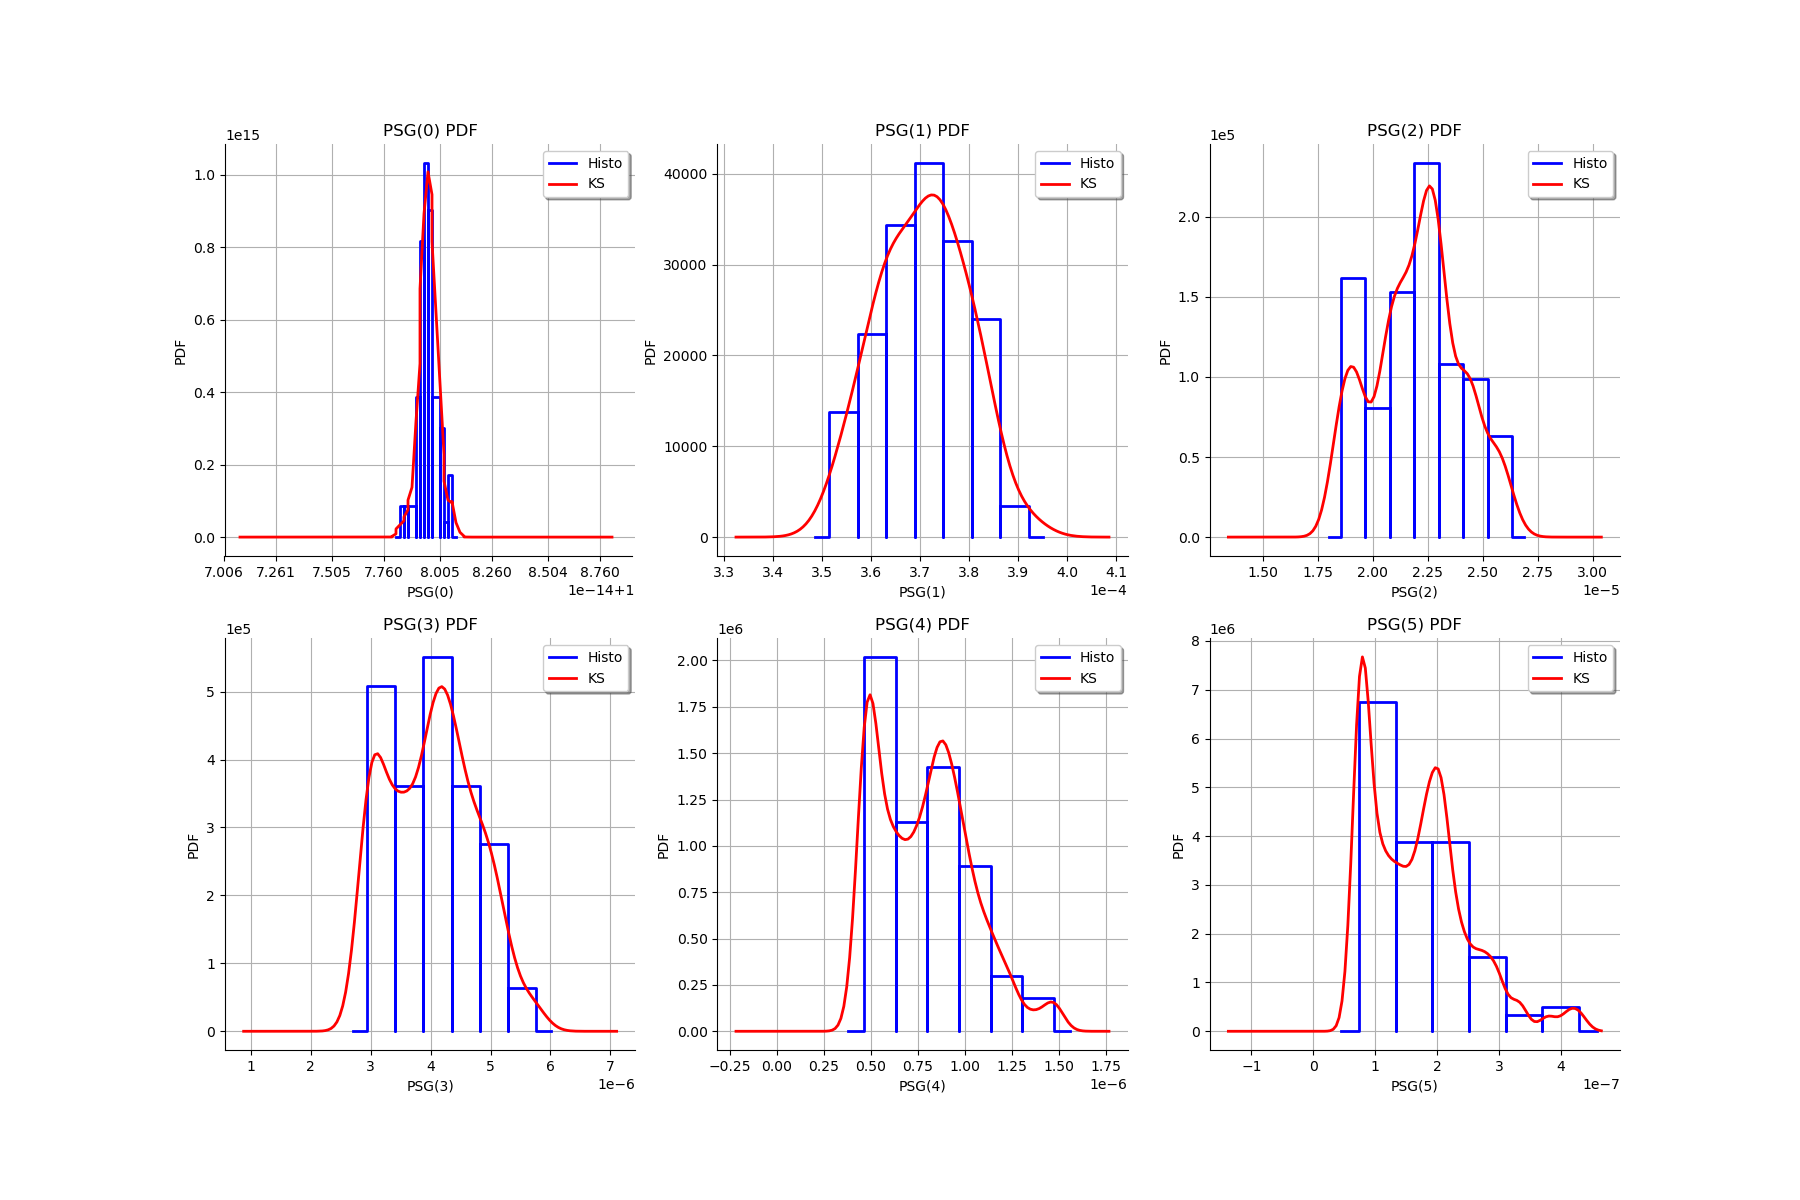 PSG(0) PDF
1e15
Histo
KS
1.0
0.8
0.6
0.4
0.2
0.0
PDF
7.006 7.261 7.505 7.760 8.005 8.260 8.504 8.760
PSG(0)
1e−14+1
PSG(1) PDF
Histo
KS
40000
30000
20000
10000
0
PDF
3.3 3.4 3.5 3.6 3.7 3.8 3.9 4.0 4.1
PSG(1)
1e−4
PSG(2) PDF
1e5
Histo
KS
2.0
1.5
1.0
0.5
0.0
PDF
1.50 1.75 2.00 2.25 2.50 2.75 3.00
PSG(2)
1e−5
PSG(3) PDF
1e5
Histo
KS
5
4
3
2
1
0
PDF
1 2 3 4 5 6 7
PSG(3)
1e−6
PSG(4) PDF
1e6
Histo
KS
2.00
1.75
1.50
1.25
1.00
0.75
0.50
0.25
0.00
PDF
−0.25 0.00 0.25 0.50 0.75 1.00 1.25 1.50 1.75
PSG(4)
1e−6
PSG(5) PDF
1e6
Histo
KS
8
7
6
5
4
3
2
1
0
PDF
−1 0 1 2 3 4
PSG(5)
1e−7